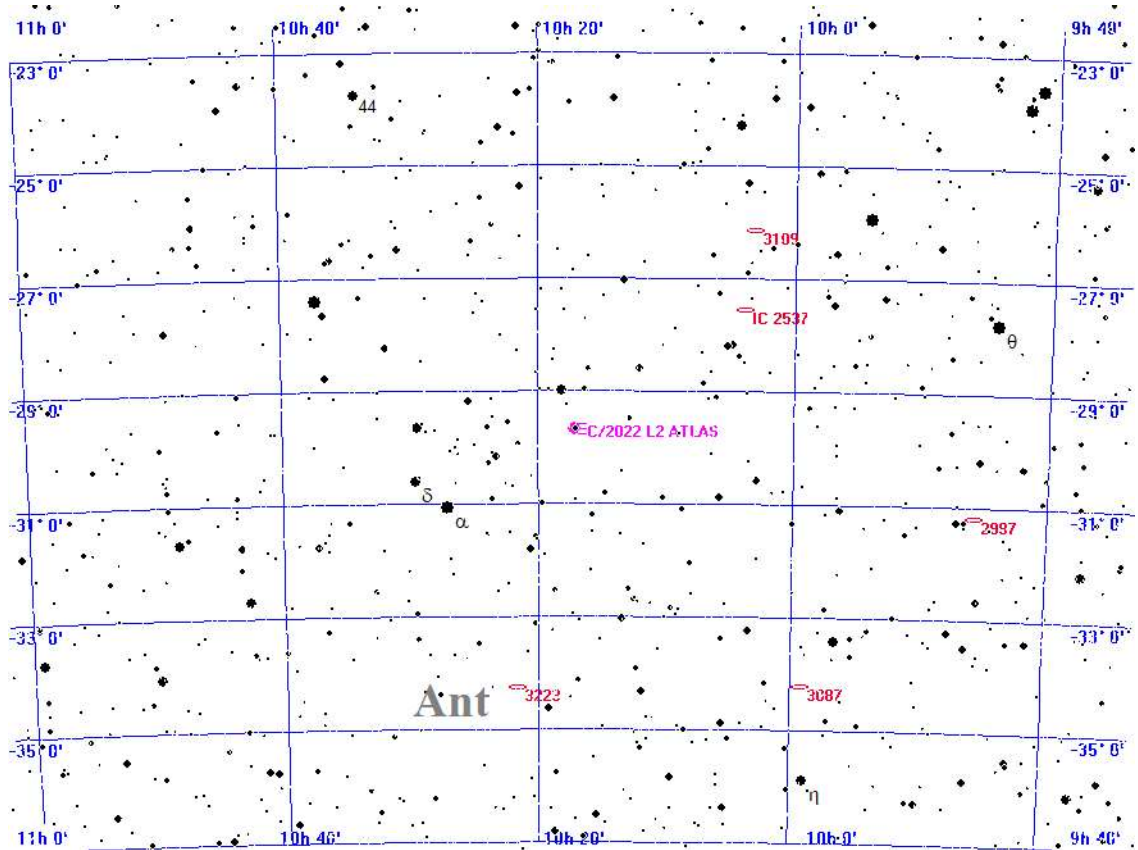 11h 0' 10h 40' 10h 20' 10h 0' 9h 40'
-23° 0' -23° 0'
44
-25° 0' -25° 0'
3109
-27° 0' -27° 0'
IC 2537
θ
-29° 0' -29° 0'
C/2022 L2 ATLAS
δ
α
-31° 0' -31° 0'
2997
-33° 0' -33° 0'
Ant
3223 3087
-35° 0' -35° 0'
η
11h 0' 10h 40' 10h 20' 10h 0' 9h 40'